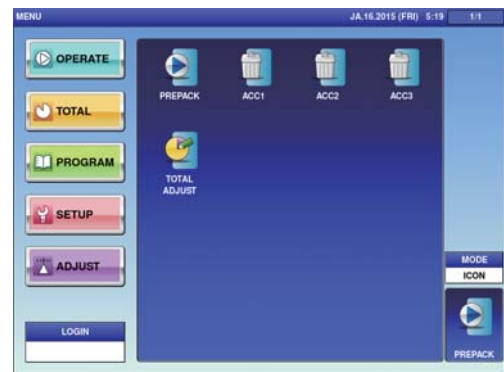 MENU JA.16.2015 (FRI) 5:19 1/1
OPERATE
TOTAL
PROGRAM
SETUP
ADJUST
LOGIN
PREPACK ACC1 ACC2 ACC3
TOTAL
ADJUST
MODE
ICON
PREPACK